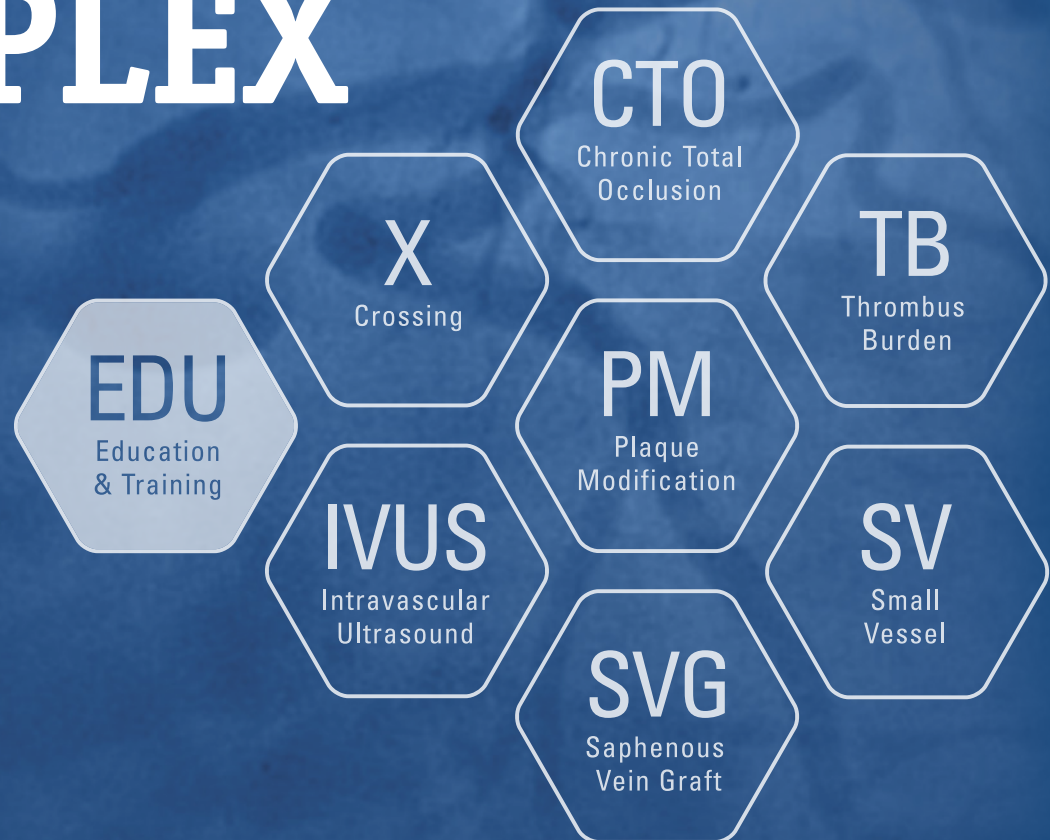 PLEX
CTO
Chronic Total
Occlusion
X
Crossing
TB
Thrombus
Burden
EDU
Education
& Training
PM
Plaque
Modification
IVUS
Intravascular
Ultrasound
SV
Small
Vessel
SVG
Saphenous
Vein Graft